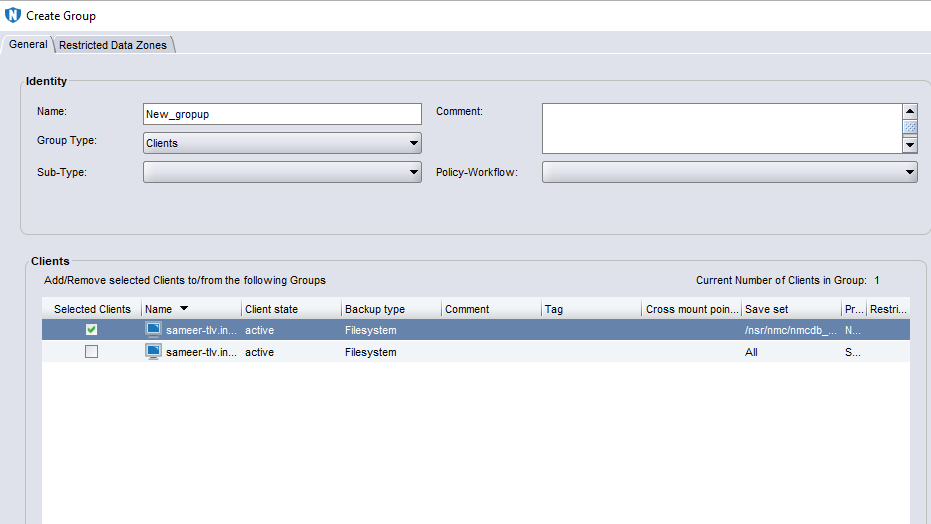 Create Group
General Restricted Data Zones
Identity
Name: New_gropup Comment:
Group Type: Clients
Sub-Type: Policy-Workflow:
Clients
Add/Remove selected Clients to/from the following Groups Current Number of Clients in Group: 1
Selected Clients Name Client state Backup type Comment Tag Cross mount poin... Save set Pr... Restri...
sameer-tlv.in... active Filesystem /nsr/nmc/nmcdb_... N...
sameer-tlv.in... active Filesystem All S...